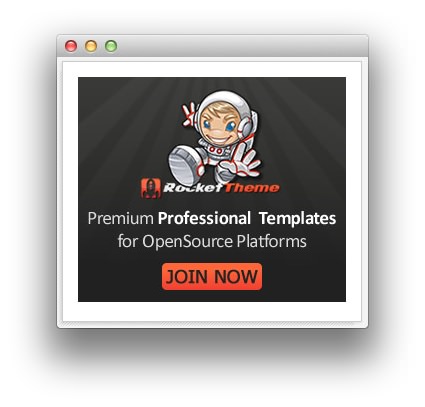 RocketTheme
Premium Professional Templates
for OpenSource Platforms
JOIN NOW